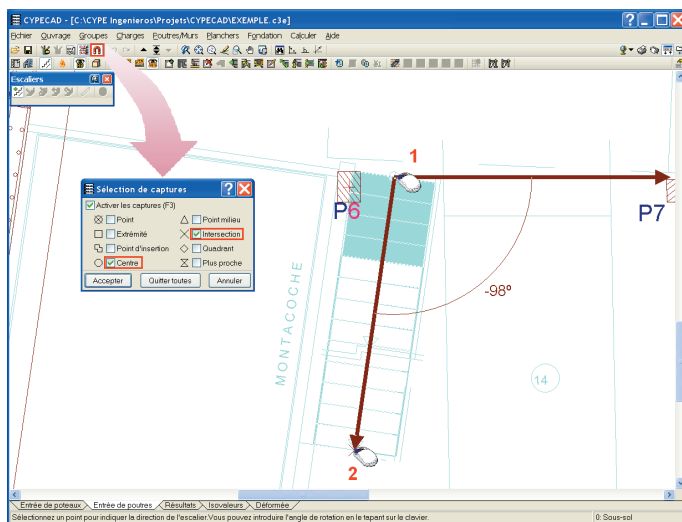 CYPECAD - [C:\CYPE Ingenieros\Projets\CYPECAD\EXEMPLE.c3e]
Fichier Ouvrage Groupes Charges Poutres/Murs Planchers Fondation Calculer Aide
Escaliers
Sélection de captures
Activer les captures (F3)
Point
Point milieu
Extrémité
Intersection
Point d'insertion
Quadrant
Centre
Plus proche
Accepter
Quitter toutes
Annuler
1
P6
P7
-98º
MONTACOCHE
14
2
Entrée de poteaux
Entrée de poutres
Résultats
Isovaleurs
Déformée
Sélectionnez un point pour indiquer la direction de l'escalier.Vous pouvez introduire l'angle de rotation en le tapant sur le clavier.
0: Sous-sol